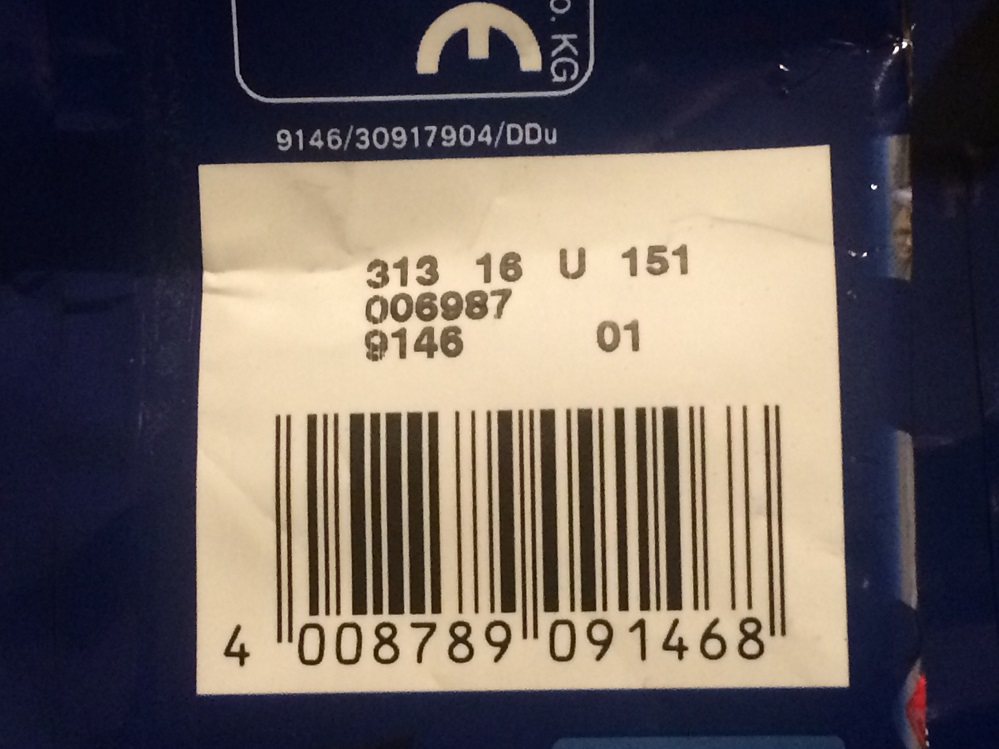 o. KG
9146/30917904/DDu
313 16 U 151
006987
9146 01
4 008789 091468